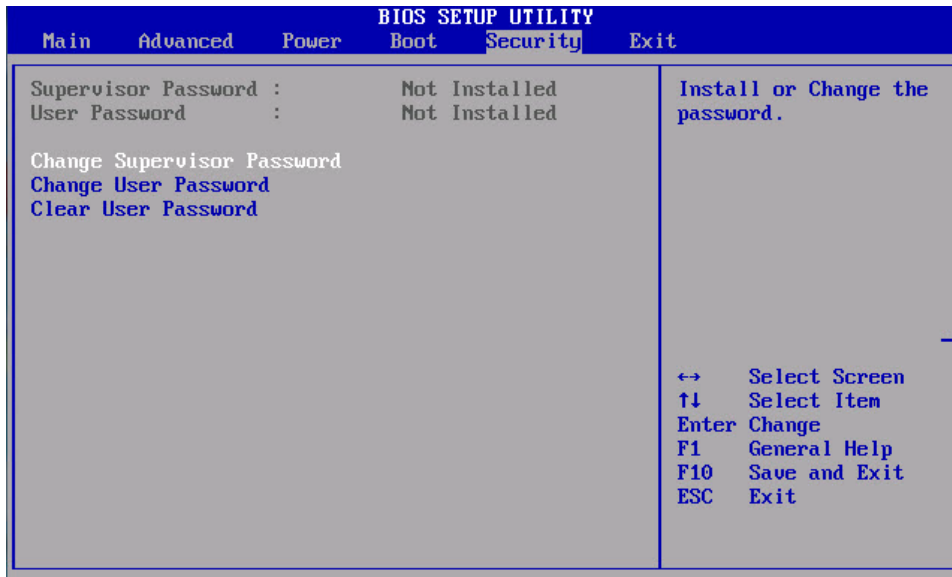 BIOS SETUP UTILITY
Main Advanced Power Boot Security Exit
Supervisor Password : Not Installed
User Password : Not Installed
Change Supervisor Password
Change User Password
Clear User Password
Install or Change the
password.
↔ Select Screen
↑↓ Select Item
Enter Change
F1 General Help
F10 Save and Exit
ESC Exit